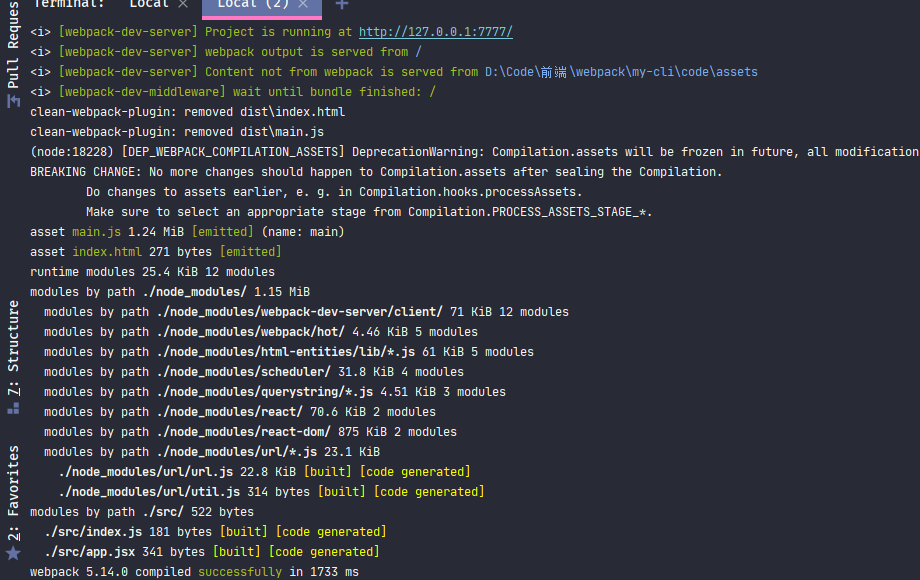 Terminal: Local × Local (2) × +
<i> [webpack-dev-server] Project is running at http://127.0.0.1:7777/
<i> [webpack-dev-server] webpack output is served from /
<i> [webpack-dev-server] Content not from webpack is served from D:\Code\前端\webpack\my-cli\code\assets
<i> [webpack-dev-middleware] wait until bundle finished: /
clean-webpack-plugin: removed dist\index.html
clean-webpack-plugin: removed dist\main.js
(node:18228) [DEP_WEBPACK_COMPILATION_ASSETS] DeprecationWarning: Compilation.assets will be frozen in future, all modification
BREAKING CHANGE: No more changes should happen to Compilation.assets after sealing the Compilation.
Do changes to assets earlier, e. g. in Compilation.hooks.processAssets.
Make sure to select an appropriate stage from Compilation.PROCESS_ASSETS_STAGE_*.
asset main.js 1.24 MiB [emitted] (name: main)
asset index.html 271 bytes [emitted]
runtime modules 25.4 KiB 12 modules
modules by path ./node_modules/ 1.15 MiB
modules by path ./node_modules/webpack-dev-server/client/ 71 KiB 12 modules
modules by path ./node_modules/webpack/hot/ 4.46 KiB 5 modules
modules by path ./node_modules/html-entities/lib/*.js 61 KiB 5 modules
modules by path ./node_modules/scheduler/ 31.8 KiB 4 modules
modules by path ./node_modules/querystring/*.js 4.51 KiB 3 modules
modules by path ./node_modules/react/ 70.6 KiB 2 modules
modules by path ./node_modules/react-dom/ 875 KiB 2 modules
modules by path ./node_modules/url/*.js 23.1 KiB
./node_modules/url/url.js 22.8 KiB [built] [code generated]
./node_modules/url/util.js 314 bytes [built] [code generated]
modules by path ./src/ 522 bytes
./src/index.js 181 bytes [built] [code generated]
./src/app.jsx 341 bytes [built] [code generated]
webpack 5.14.0 compiled successfully in 1733 ms
Pull Reques
7: Structure
2: Favorites